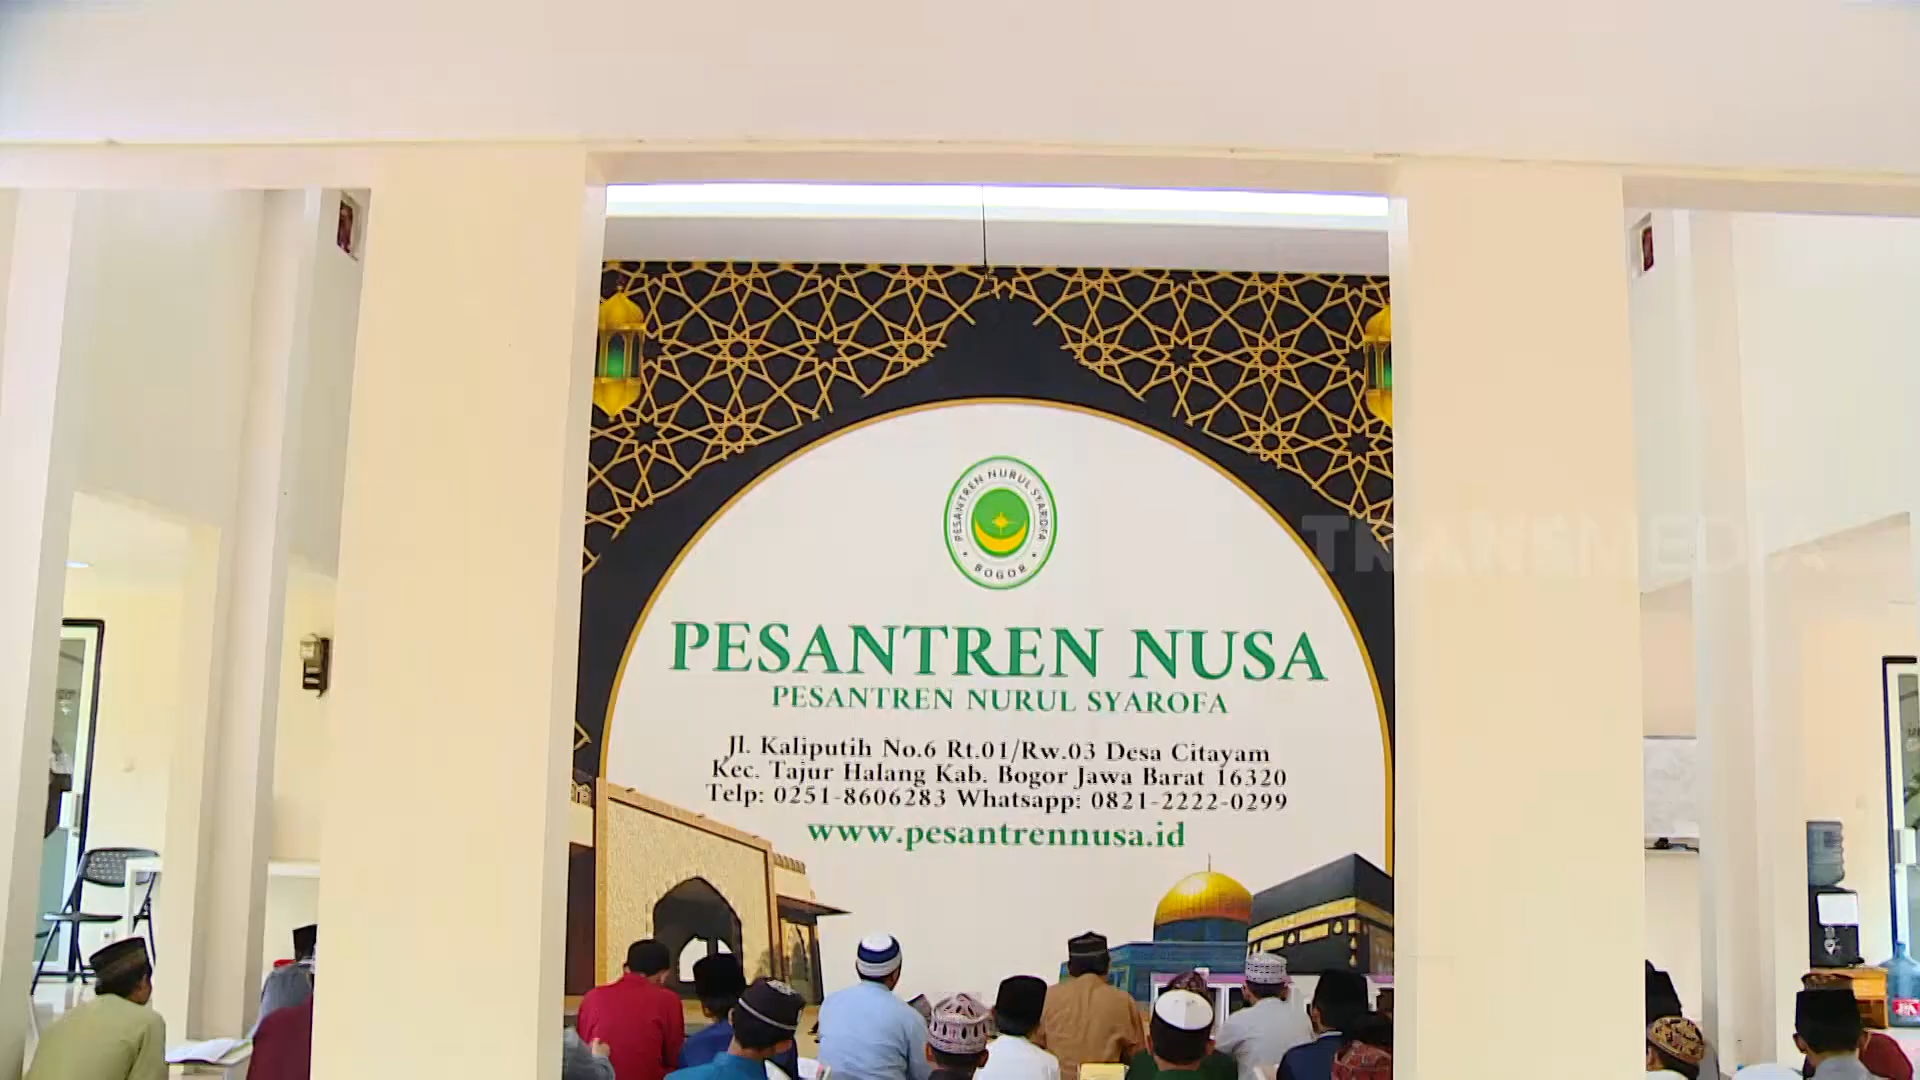 PESANTREN NURUL SYAROFA
BOGOR
PESANTREN NUSA
PESANTREN NURUL SYAROFA
Jl. Kaliputih No.6 Rt.01/Rw.03 Desa Citayam
Kec. Tajur Halang Kab. Bogor Jawa Barat 16320
Telp: 0251-8606283 Whatsapp: 0821-2222-0299
www.pesantrennusa.id
TRANSMEDIA